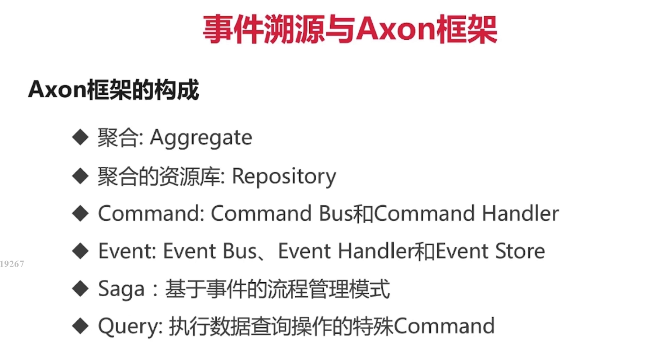 事件溯源与Axon框架
Axon框架的构成
◆ 聚合: Aggregate
◆ 聚合的资源库: Repository
◆ Command: Command Bus和Command Handler
◆ Event: Event Bus、Event Handler和Event Store
19267
◆ Saga：基于事件的流程管理模式
◆ Query: 执行数据查询操作的特殊Command